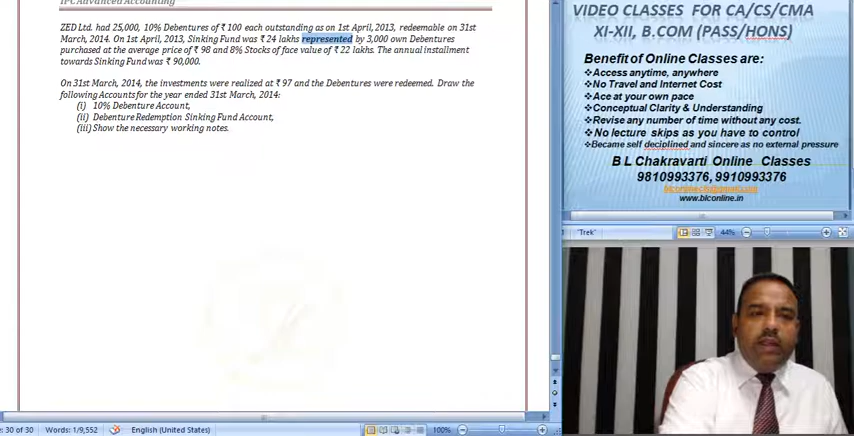 IPC Advanced Accounting
ZED Ltd. had 25,000, 10% Debentures of ₹ 100 each outstanding as on 1st April, 2013, redeemable on 31st
March, 2014. On 1st April, 2013, Sinking Fund was ₹ 24 lakhs represented by 3,000 own Debentures
purchased at the average price of ₹ 98 and 8% Stocks of face value of ₹ 22 lakhs. The annual installment
towards Sinking Fund was ₹ 90,000.
On 31st March, 2014, the investments were realized at ₹ 97 and the Debentures were redeemed. Draw the
following Accounts for the year ended 31st March, 2014:
(i) 10% Debenture Account,
(ii) Debenture Redemption Sinking Fund Account,
(iii) Show the necessary working notes.
: 30 of 30
Words: 1/9,552
English (United States)
100%
VIDEO CLASSES FOR CA/CS/CMA
XI-XII, B.COM (PASS/HONS)
Benefit of Online Classes are:
❖Access anytime, anywhere
❖No Travel and Internet Cost
❖Ace at your own pace
❖Conceptual Clarity & Understanding
❖Revise any number of time without any cost.
❖No lecture skips as you have to control
❖Became self deciplined and sincere as no external pressure
B L Chakravarti Online Classes
9810993376, 9910993376
www.blconline.in
"Trek"
44%